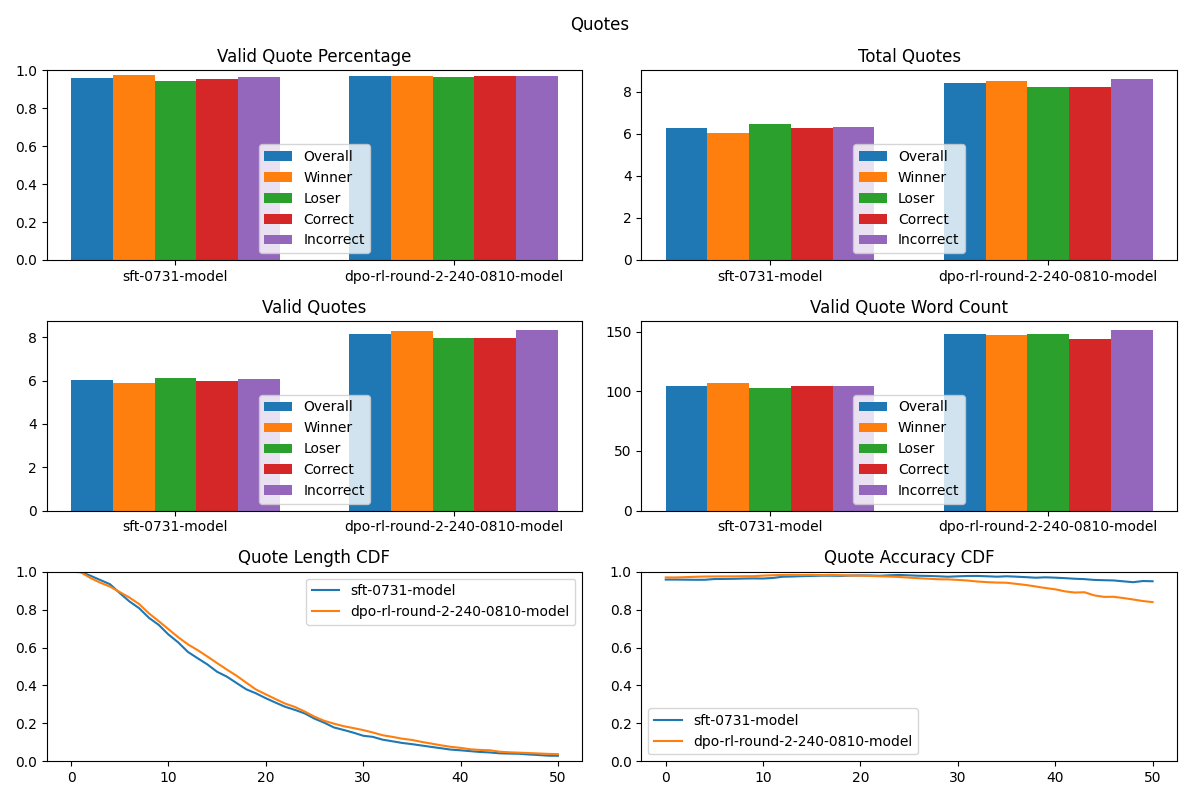 Quotes
Valid Quote Percentage
1.0
0.8
0.6
0.4
0.2
0.0
Overall
Winner
Loser
Correct
Incorrect
sft-0731-model
dpo-rl-round-2-240-0810-model
Total Quotes
8
6
4
2
0
Overall
Winner
Loser
Correct
Incorrect
sft-0731-model
dpo-rl-round-2-240-0810-model
Valid Quotes
8
6
4
2
0
Overall
Winner
Loser
Correct
Incorrect
sft-0731-model
dpo-rl-round-2-240-0810-model
Valid Quote Word Count
150
100
50
0
Overall
Winner
Loser
Correct
Incorrect
sft-0731-model
dpo-rl-round-2-240-0810-model
Quote Length CDF
1.0
0.8
0.6
0.4
0.2
0.0
sft-0731-model
dpo-rl-round-2-240-0810-model
0 10 20 30 40 50
Quote Accuracy CDF
1.0
0.8
0.6
0.4
0.2
0.0
sft-0731-model
dpo-rl-round-2-240-0810-model
0 10 20 30 40 50